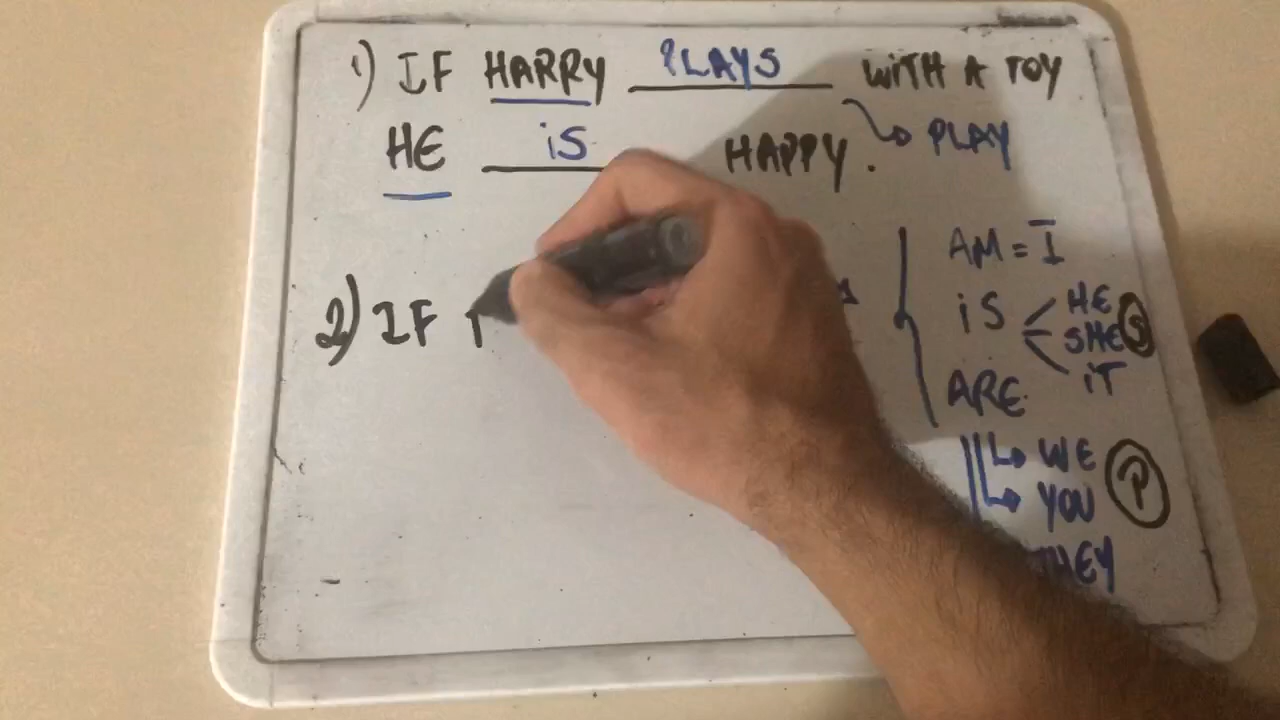 1) IF HARRY PLAYS WITH A TOY
HE iS HAPPY. PLAY
AM = I
2) IF
iS HE
SHE S
iT
ARE
WE
YOU P
THEY